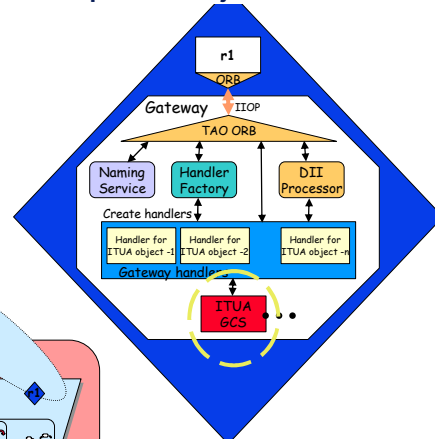 r1
ORB
Gateway
IIOP
TAO ORB
Naming
Service
Handler
Factory
DII
Processor
Create handlers
Handler for
ITUA object -1
Handler for
ITUA object -2
Handler for
ITUA object -n
Gateway handlers
ITUA
GCS
r1